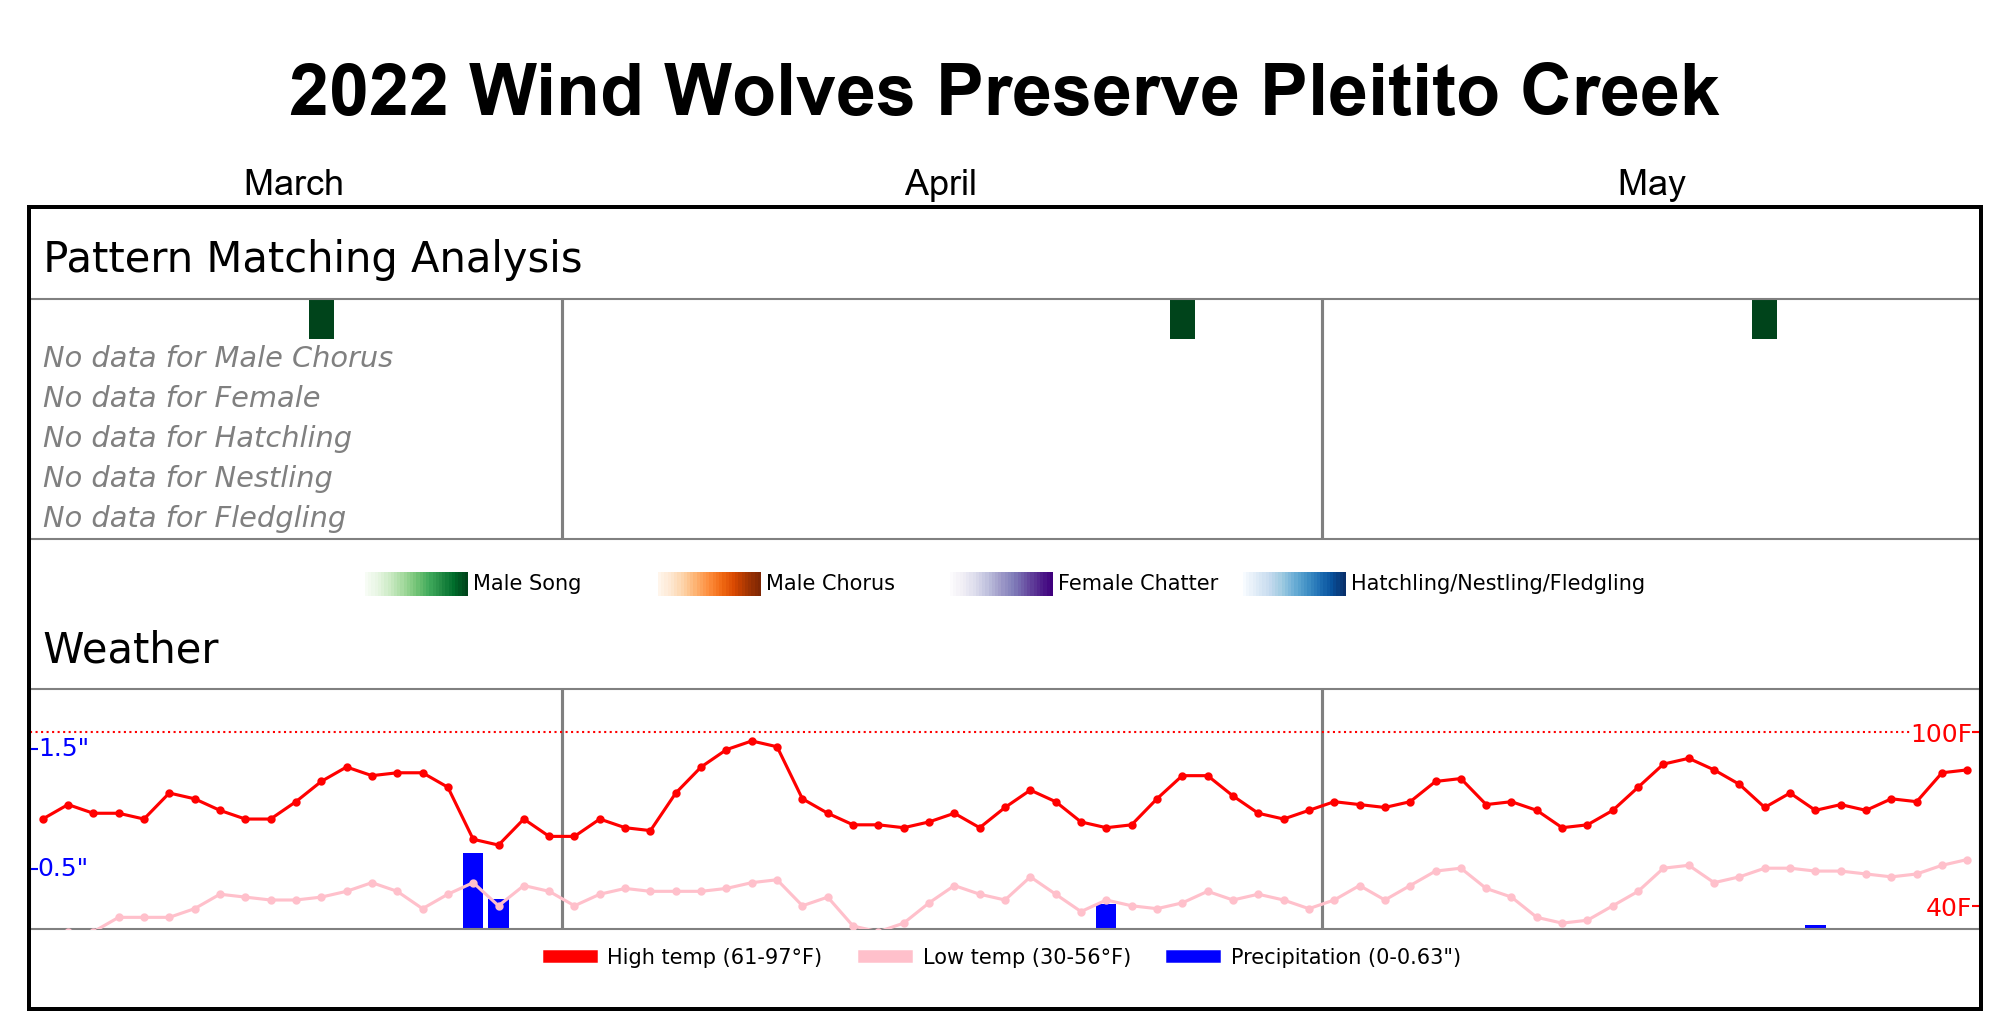 2022 Wind Wolves Preserve Pleitito Creek
March April May
Pattern Matching Analysis
No data for Male Chorus
No data for Female
No data for Hatchling
No data for Nestling
No data for Fledgling
Male Song Male Chorus Female Chatter Hatchling/Nestling/Fledgling
Weather
1.5" 100F
0.5" 40F
High temp (61-97°F) Low temp (30-56°F) Precipitation (0-0.63")